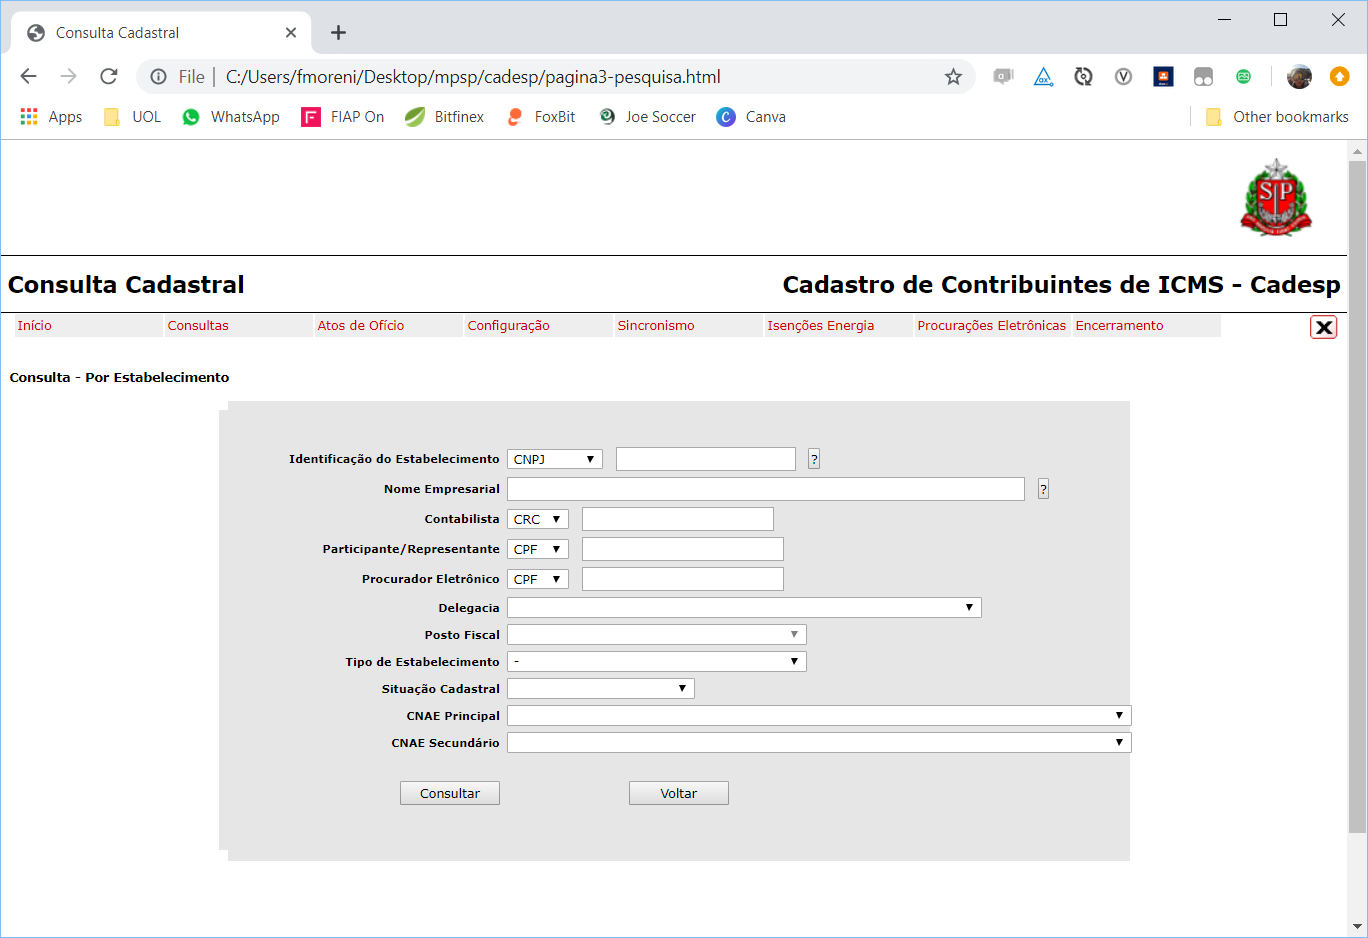 Consulta Cadastral
File | C:/Users/fmoreni/Desktop/mpsp/cadesp/pagina3-pesquisa.html
Apps UOL WhatsApp FIAP On Bitfinex FoxBit Joe Soccer Canva Other bookmarks
SP
Consulta Cadastral Cadastro de Contribuintes de ICMS - Cadesp
Início Consultas Atos de Ofício Configuração Sincronismo Isenções Energia Procurações Eletrônicas Encerramento X
Consulta - Por Estabelecimento
Identificação do Estabelecimento CNPJ ?
Nome Empresarial ?
Contabilista CRC
Participante/Representante CPF
Procurador Eletrônico CPF
Delegacia
Posto Fiscal
Tipo de Estabelecimento -
Situação Cadastral
CNAE Principal
CNAE Secundário
Consultar Voltar